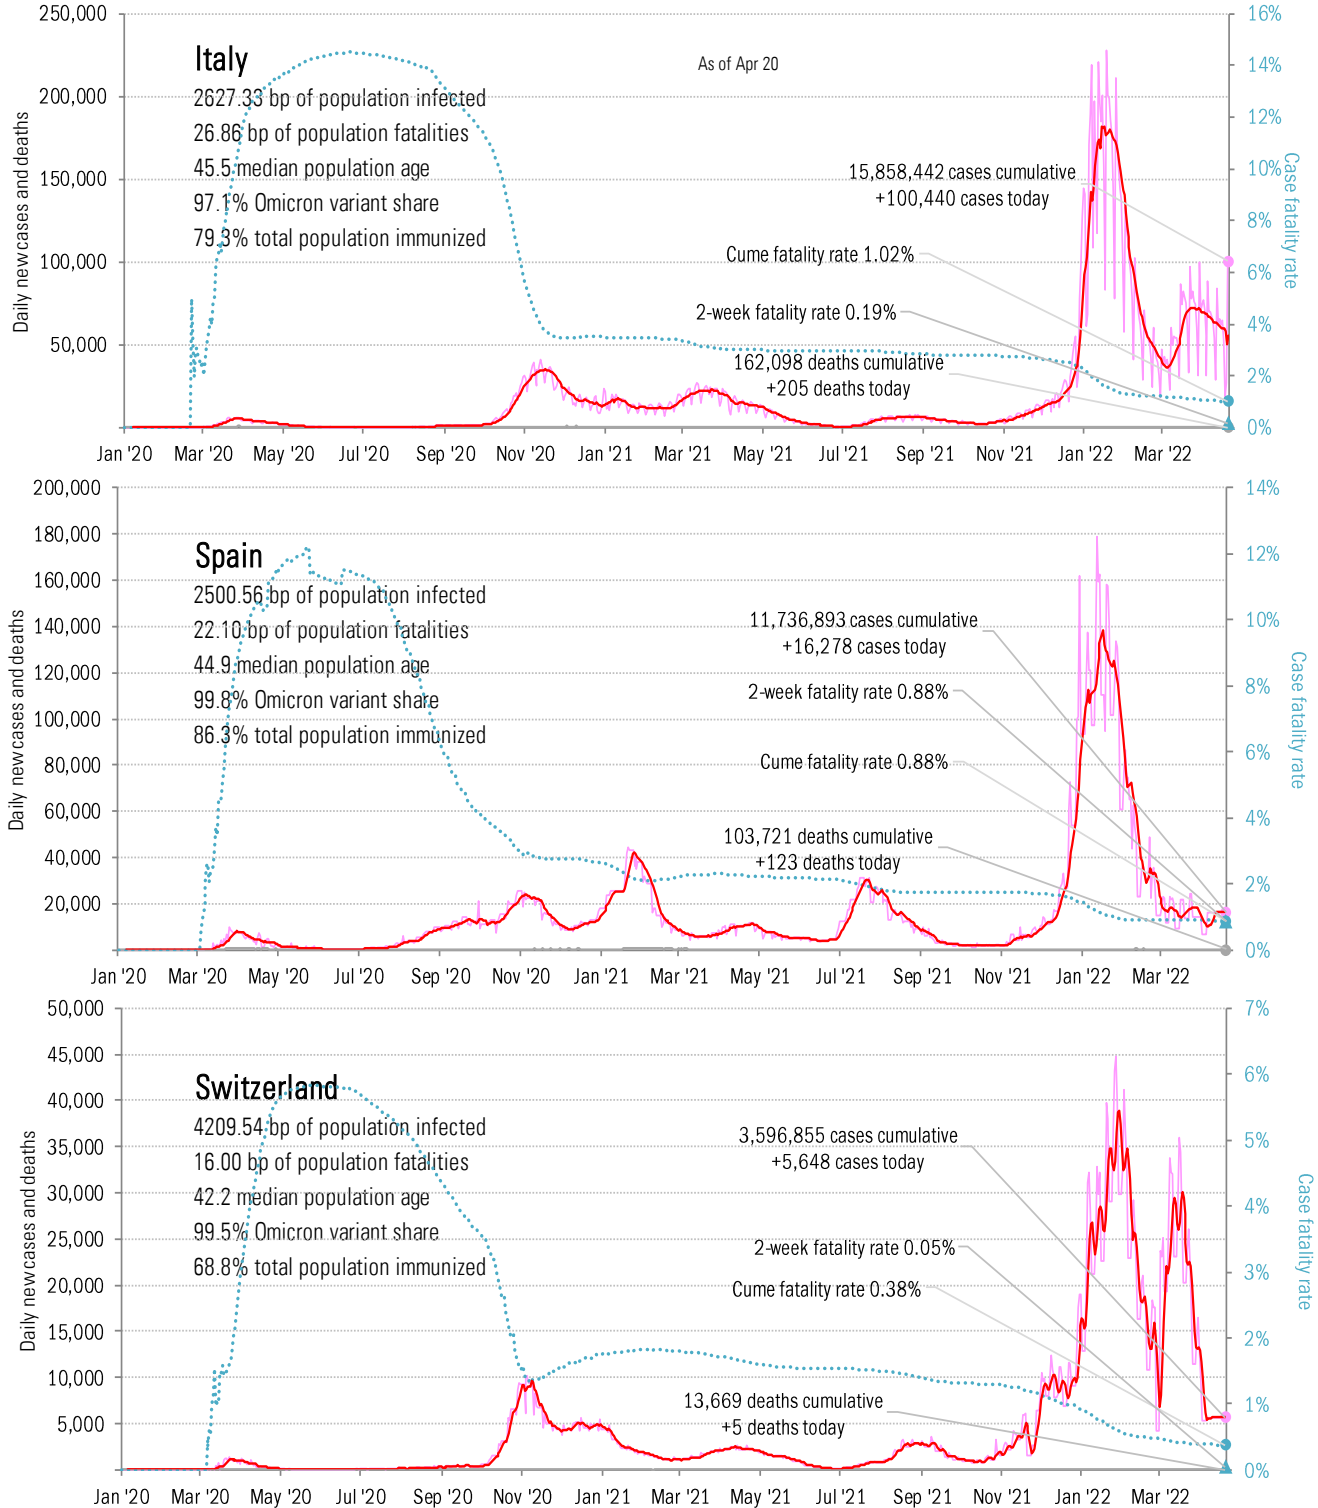 250,000
200,000
150,000
100,000
50,000
Daily new cases and deaths
16%
14%
12%
10%
8%
6%
4%
2%
0%
Case fatality rate
Italy
2627.33 bp of population infected
26.86 bp of population fatalities
45.5 median population age
97.1% Omicron variant share
79.3% total population immunized
As of Apr 20
15,858,442 cases cumulative
+100,440 cases today
Cume fatality rate 1.02%
2-week fatality rate 0.19%
162,098 deaths cumulative
+205 deaths today
Jan '20 Mar '20 May '20 Jul '20 Sep '20 Nov '20 Jan '21 Mar '21 May '21 Jul '21 Sep '21 Nov '21 Jan '22 Mar '22
200,000
180,000
160,000
140,000
120,000
100,000
80,000
60,000
40,000
20,000
Daily new cases and deaths
14%
12%
10%
8%
6%
4%
2%
0%
Case fatality rate
Spain
2500.56 bp of population infected
22.10 bp of population fatalities
44.9 median population age
99.8% Omicron variant share
86.3% total population immunized
11,736,893 cases cumulative
+16,278 cases today
2-week fatality rate 0.88%
Cume fatality rate 0.88%
103,721 deaths cumulative
+123 deaths today
Jan '20 Mar '20 May '20 Jul '20 Sep '20 Nov '20 Jan '21 Mar '21 May '21 Jul '21 Sep '21 Nov '21 Jan '22 Mar '22
50,000
45,000
40,000
35,000
30,000
25,000
20,000
15,000
10,000
5,000
Daily new cases and deaths
7%
6%
5%
4%
3%
2%
1%
0%
Case fatality rate
Switzerland
4209.54 bp of population infected
16.00 bp of population fatalities
42.2 median population age
99.5% Omicron variant share
68.8% total population immunized
3,596,855 cases cumulative
+5,648 cases today
2-week fatality rate 0.05%
Cume fatality rate 0.38%
13,669 deaths cumulative
+5 deaths today
Jan '20 Mar '20 May '20 Jul '20 Sep '20 Nov '20 Jan '21 Mar '21 May '21 Jul '21 Sep '21 Nov '21 Jan '22 Mar '22